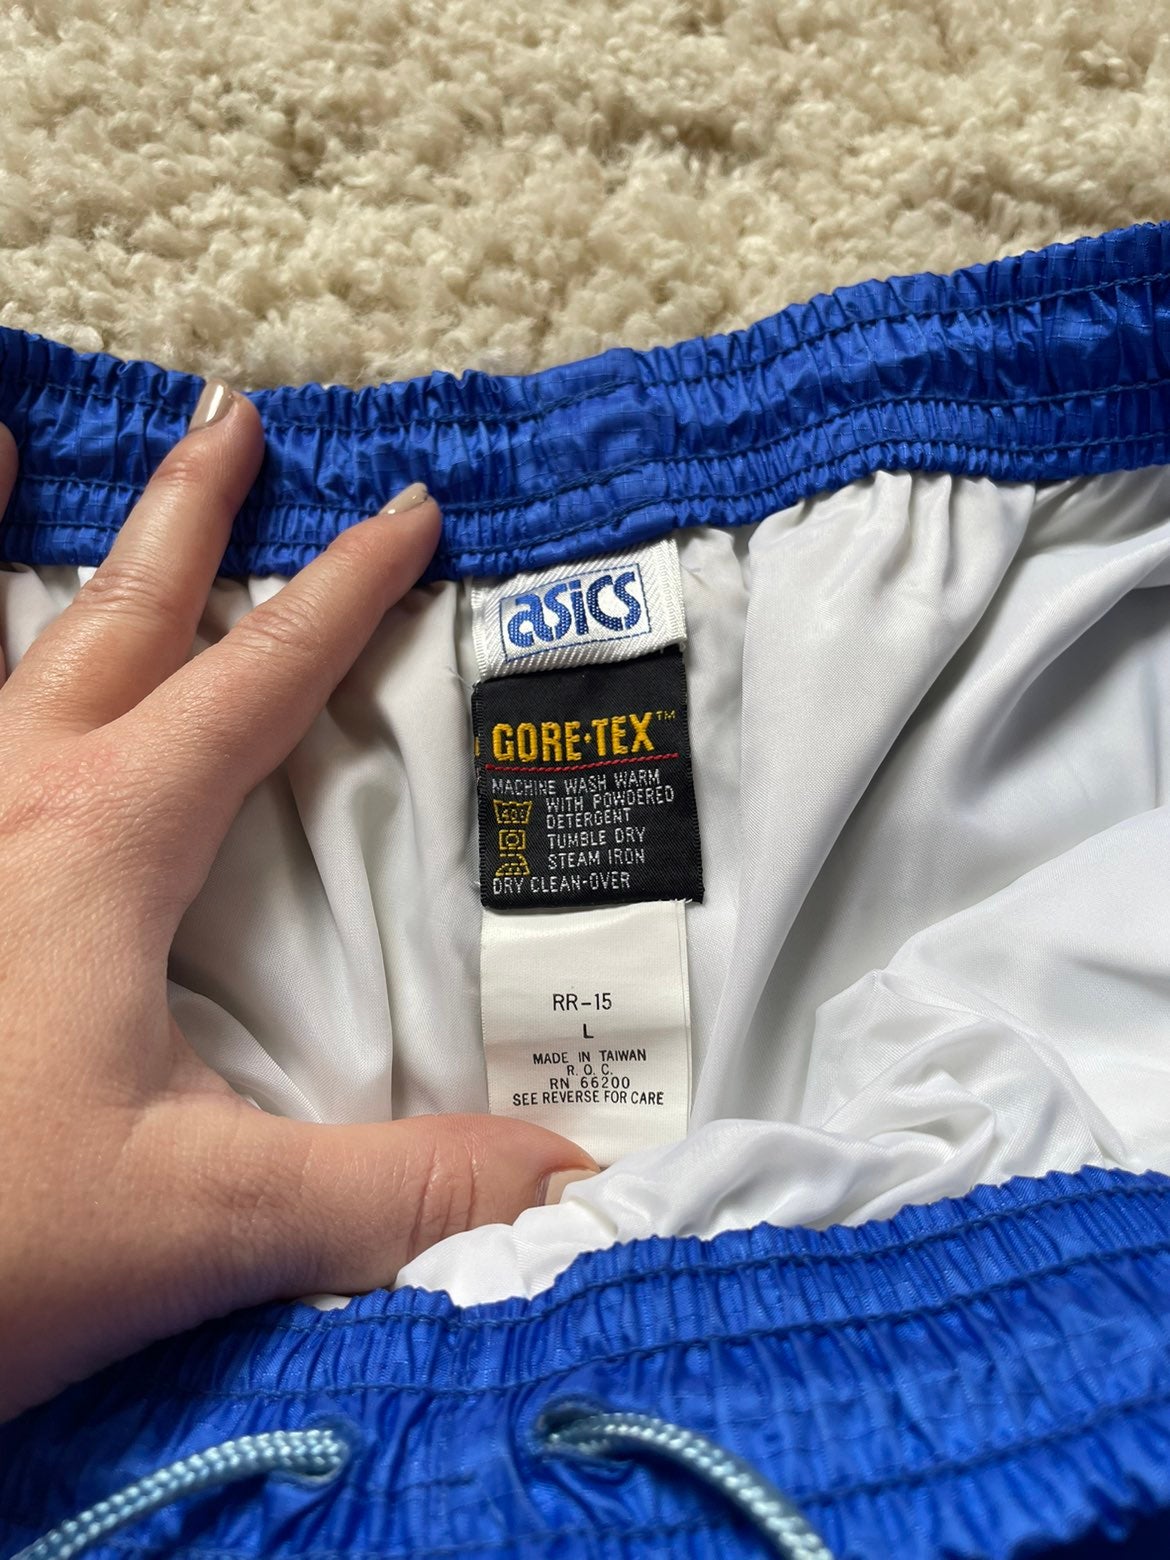 asics
GORE·TEX™
MACHINE WASH WARM
WITH POWDERED
40°
DETERGENT
TUMBLE DRY
STEAM IRON
DRY CLEAN-OVER
RR-15
L
MADE IN TAIWAN
R. O. C.
RN 66200
SEE REVERSE FOR CARE